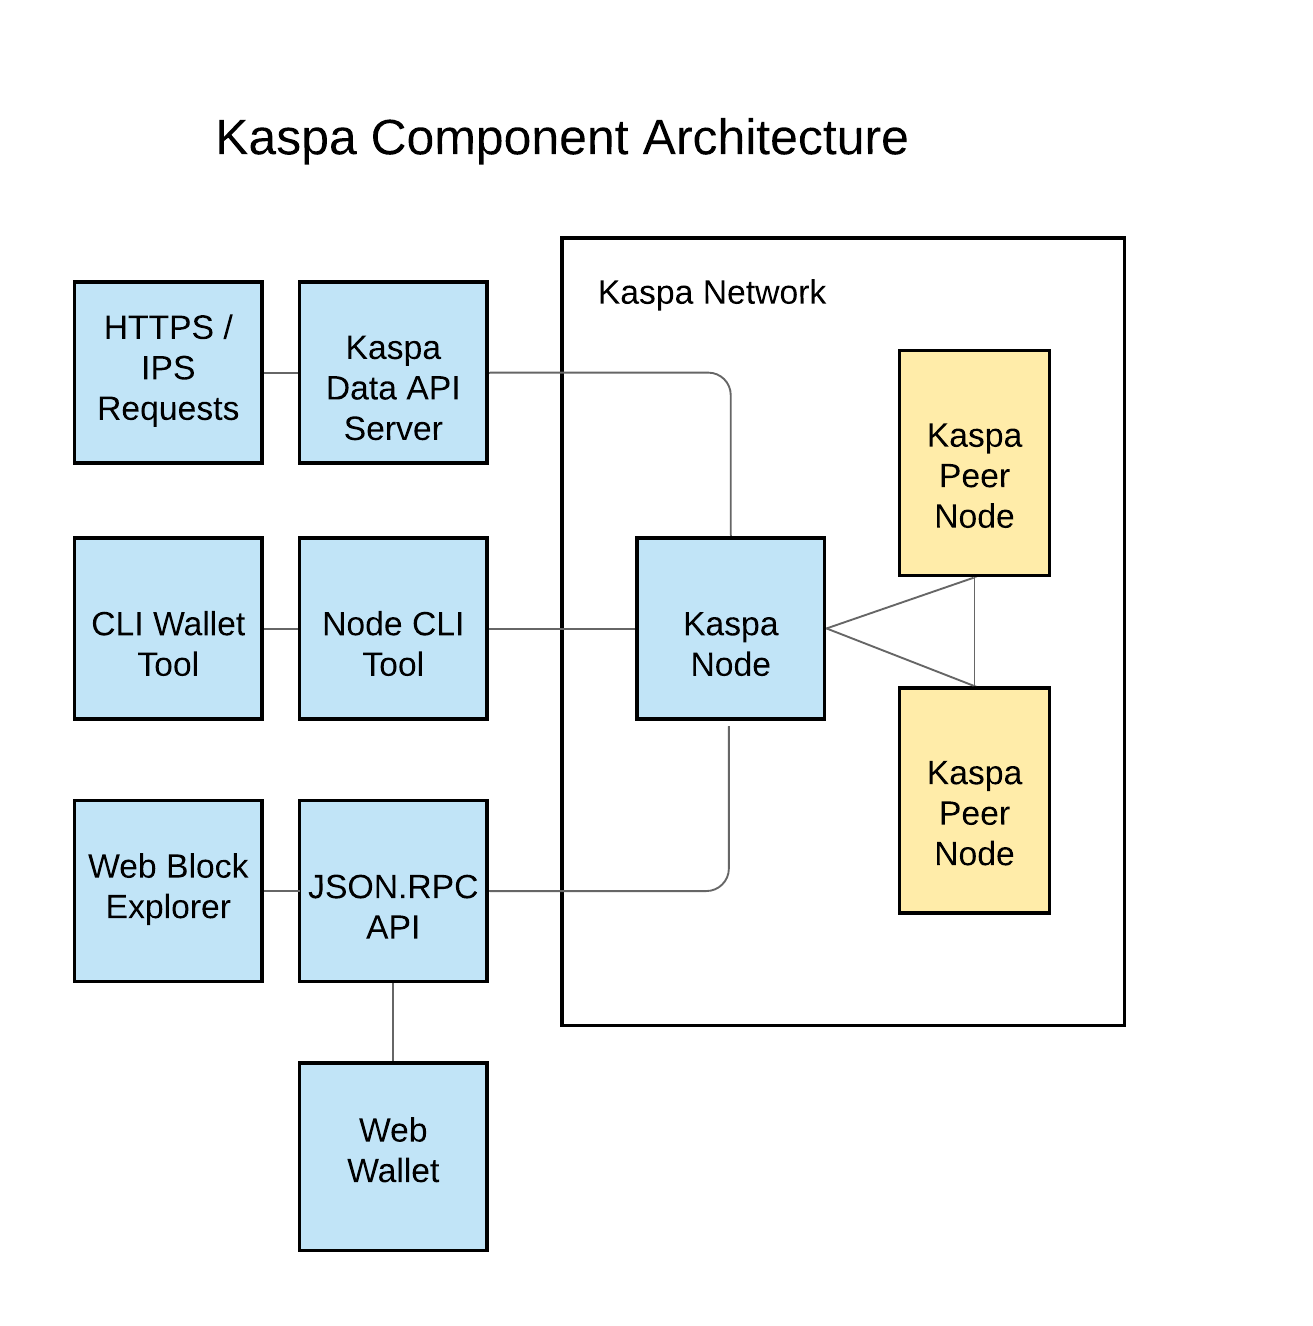 Kaspa Component Architecture
Kaspa Network
HTTPS /
IPS
Requests
Kaspa
Data API
Server
Kaspa
Peer
Node
CLI Wallet
Tool
Node CLI
Tool
Kaspa
Node
Kaspa
Peer
Node
Web Block
Explorer
JSON.RPC
API
Web
Wallet